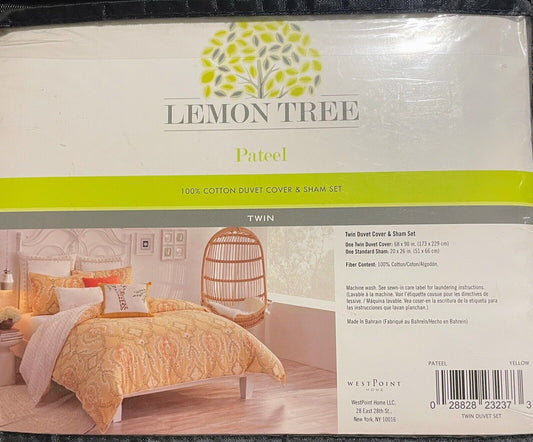 LEMON TREE
Pateel
100% COTTON DUVET COVER & SHAM SET
TWIN
Twin Duvet Cover & Sham Set
One Twin Duvet Cover: 68 x 90 in. (173 x 229 cm)
One Standard Sham: 20 x 26 in. (51 x 66 cm)
Fiber Content: 100% Cotton/Coton/Algodón.
Machine wash. See sewn-in care label for laundering instructions.
(Lavable à la machine. Voir l'étiquette cousue pour les directives de
lessive. / Máquina lavable. Vea coser-en la escritura de la etiqueta para
las instrucciones que lavan planchan.)
Made In Bahrain (Fabriqué au Bahrein/Hecho en Bahrein)
WESTPOINT
HOME
WestPoint Home LLC.
28 East 28th St.,
New York, NY 10016
PATEEL YELLOW
0 28828 23237 3
TWIN DUVET SET